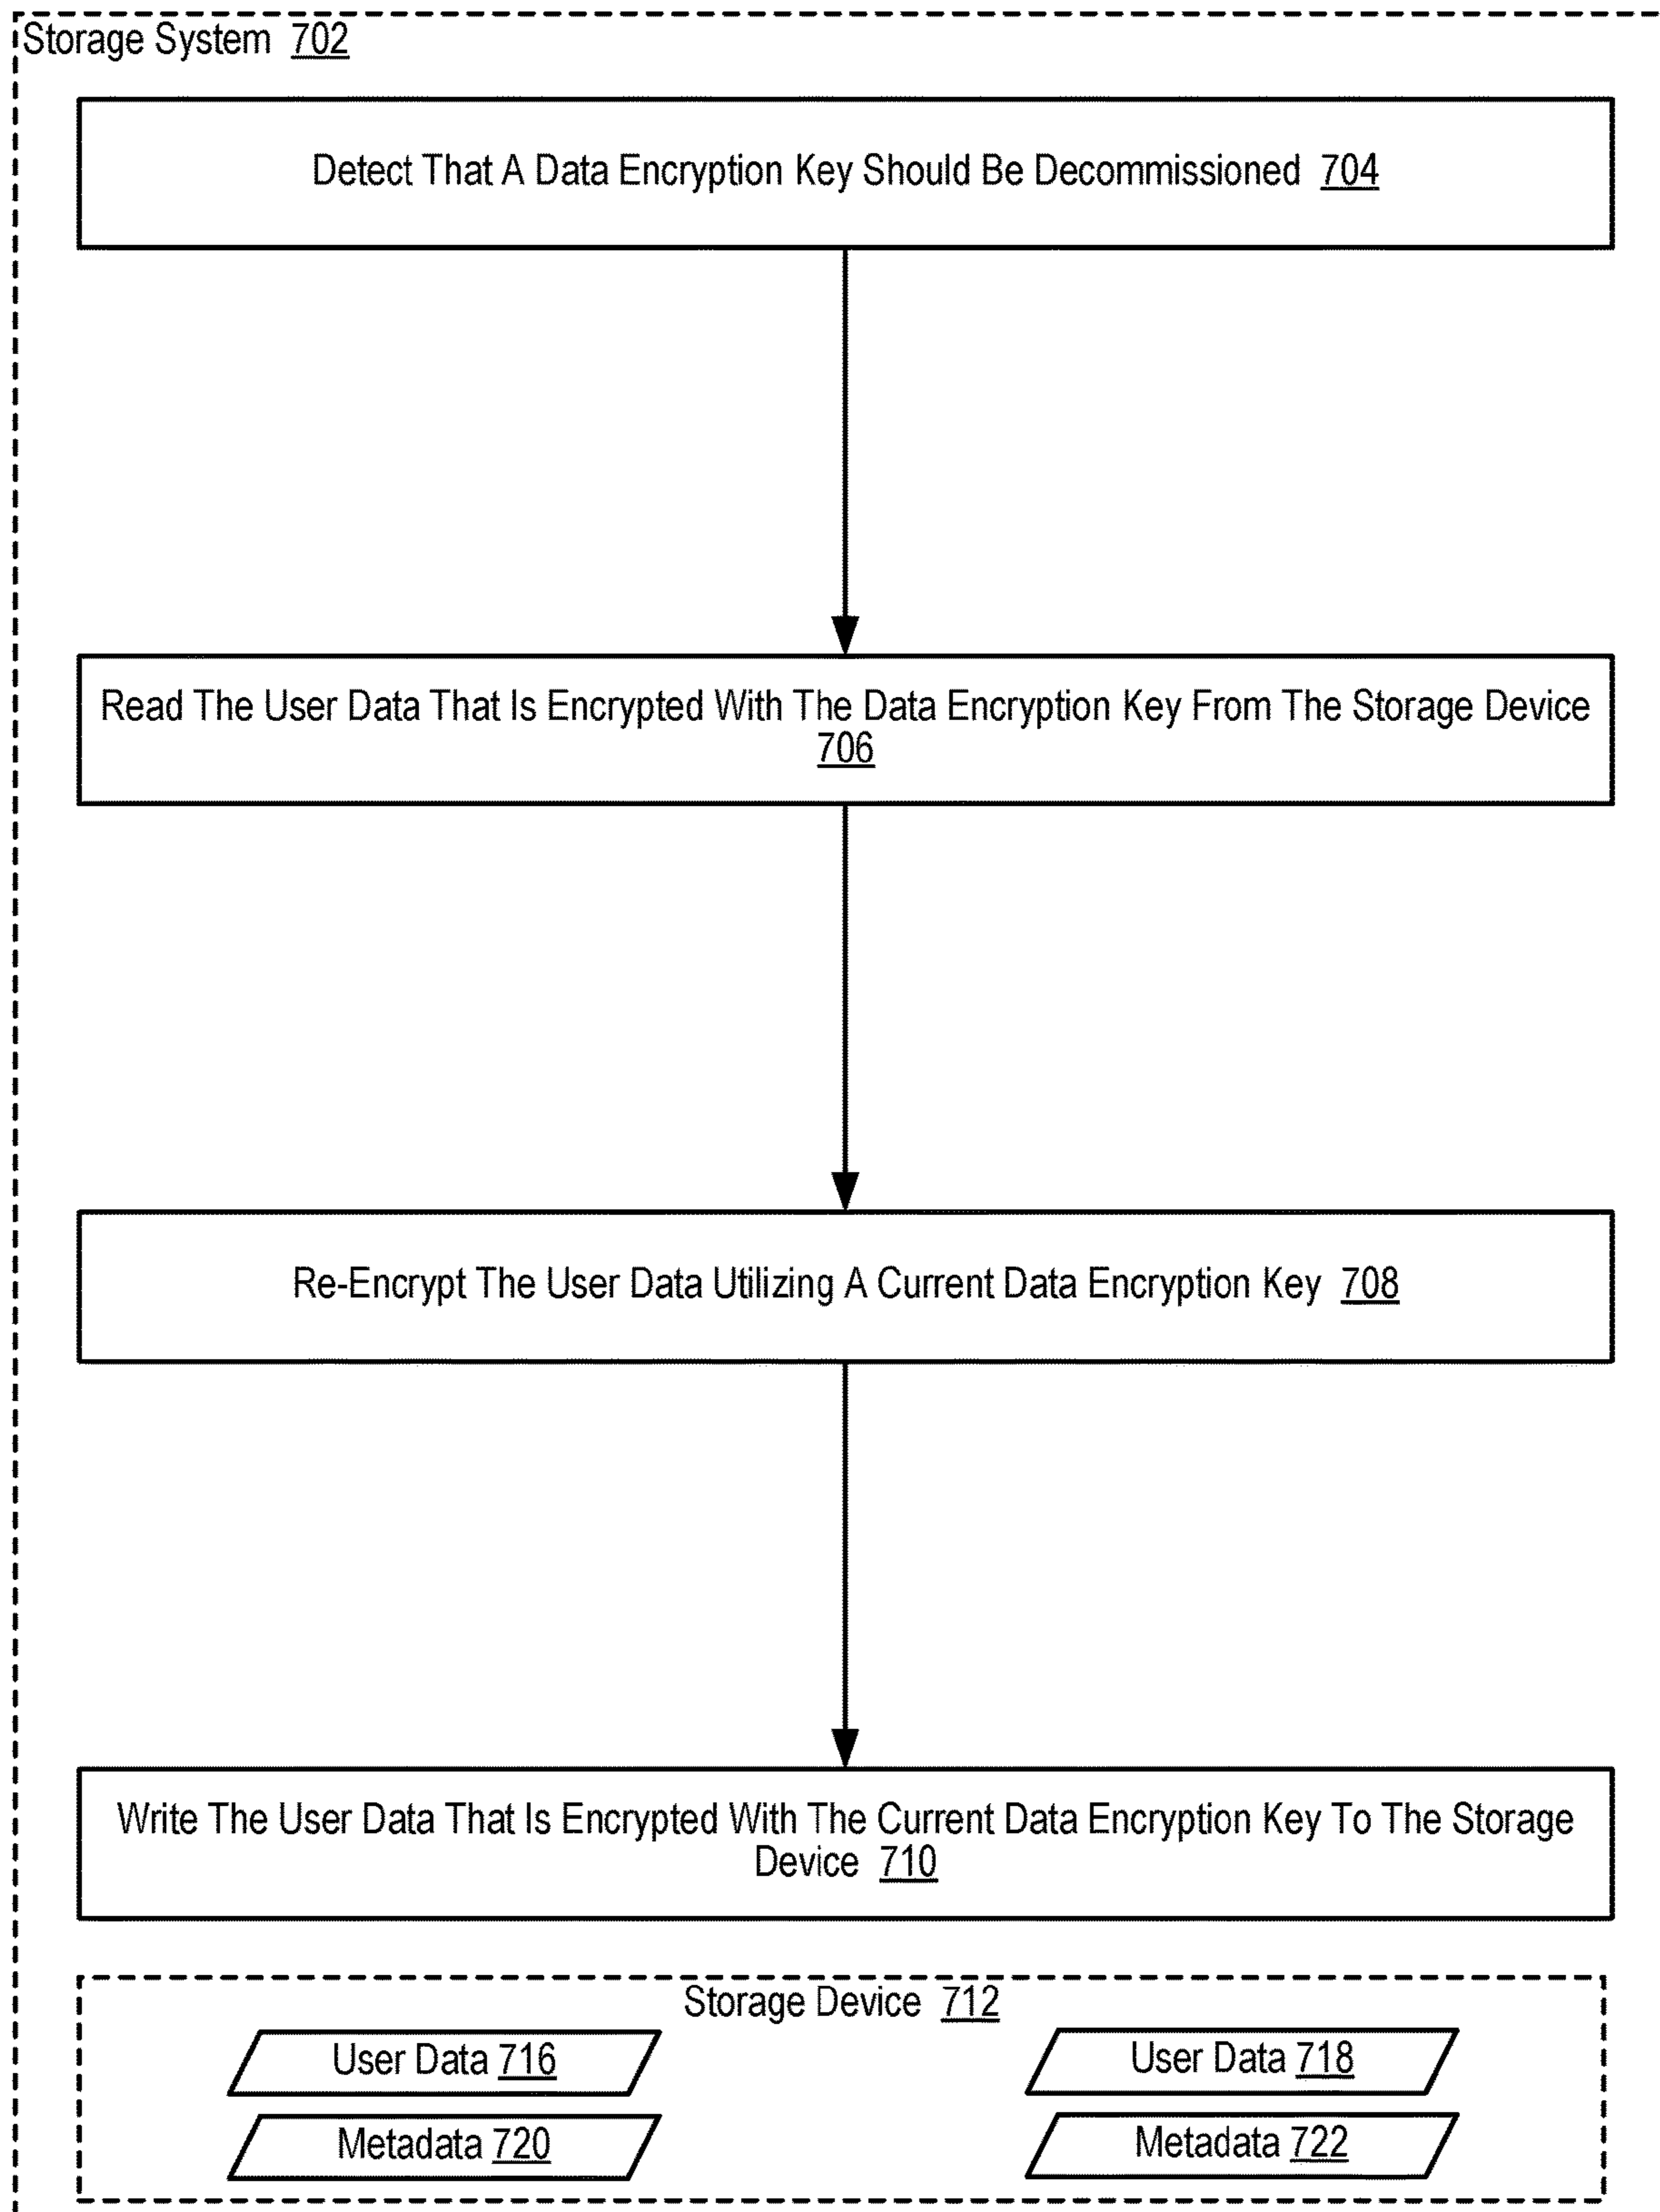 Storage System 702
Detect That A Data Encryption Key Should Be Decommissioned 704
Read The User Data That Is Encrypted With The Data Encryption Key From The Storage Device
706
Re-Encrypt The User Data Utilizing A Current Data Encryption Key 708
Write The User Data That Is Encrypted With The Current Data Encryption Key To The Storage
Device 710
Storage Device 712
User Data 716
User Data 718
Metadata 720
Metadata 722